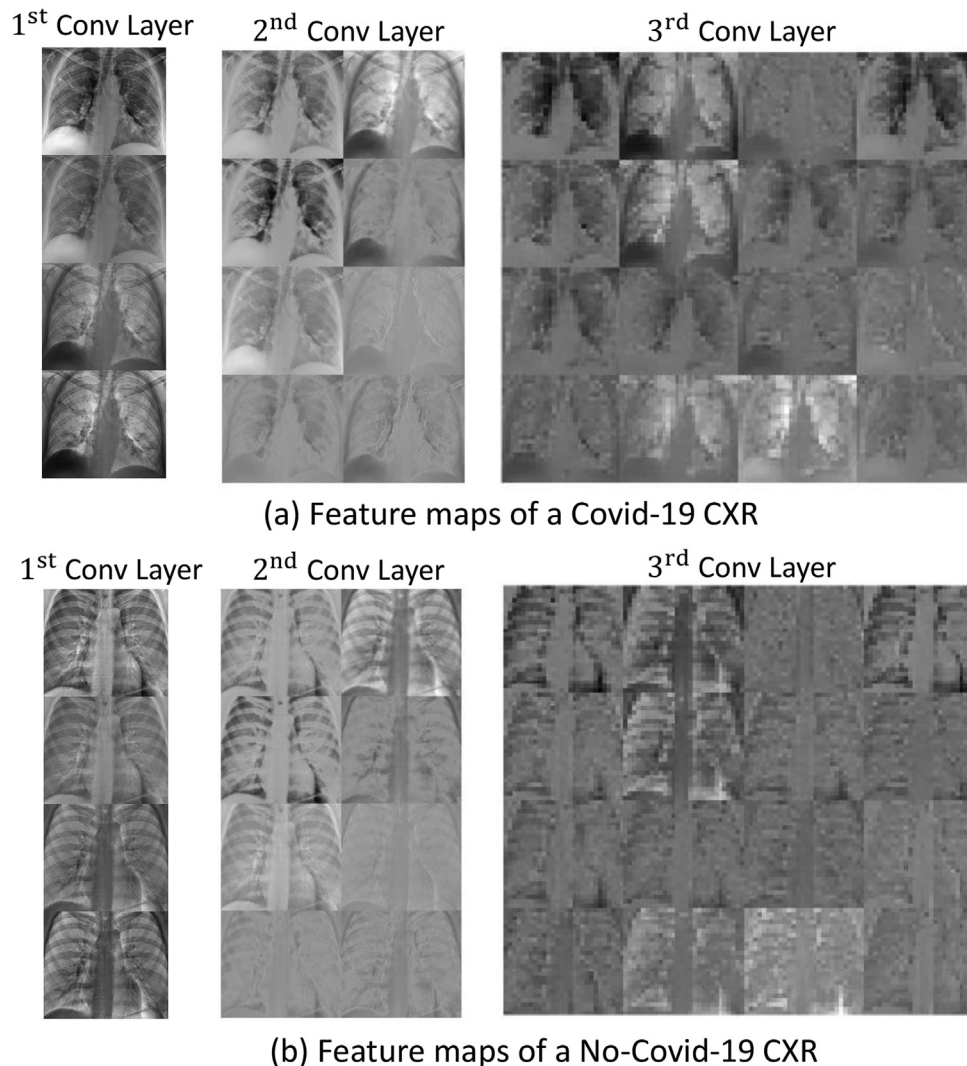 1st Conv Layer 2nd Conv Layer 3rd Conv Layer
(a) Feature maps of a Covid-19 CXR
1st Conv Layer 2nd Conv Layer 3rd Conv Layer
(b) Feature maps of a No-Covid-19 CXR